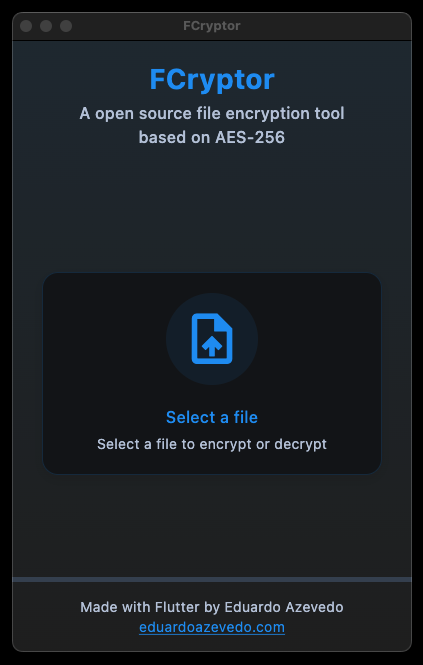 FCryptor
FCryptor
A open source file encryption tool
based on AES-256
Select a file
Select a file to encrypt or decrypt
Made with Flutter by Eduardo Azevedo
eduardoazevedo.com